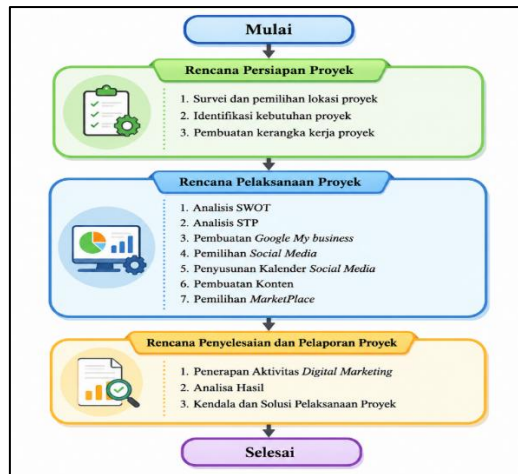 Mulai
Rencana Persiapan Proyek
1. Survei dan pemilihan lokasi proyek
2. Identifikasi kebutuhan proyek
3. Pembuatan kerangka kerja proyek
Rencana Pelaksanaan Proyek
1. Analisis SWOT
2. Analisis STP
3. Pembuatan Google My business
4. Pemilihan Social Media
5. Penyusunan Kalender Social Media
6. Pembuatan Konten
7. Pemilihan MarketPlace
Rencana Penyelesaian dan Pelaporan Proyek
1. Penerapan Aktivitas Digital Marketing
2. Analisa Hasil
3. Kendala dan Solusi Pelaksanaan Proyek
Selesai